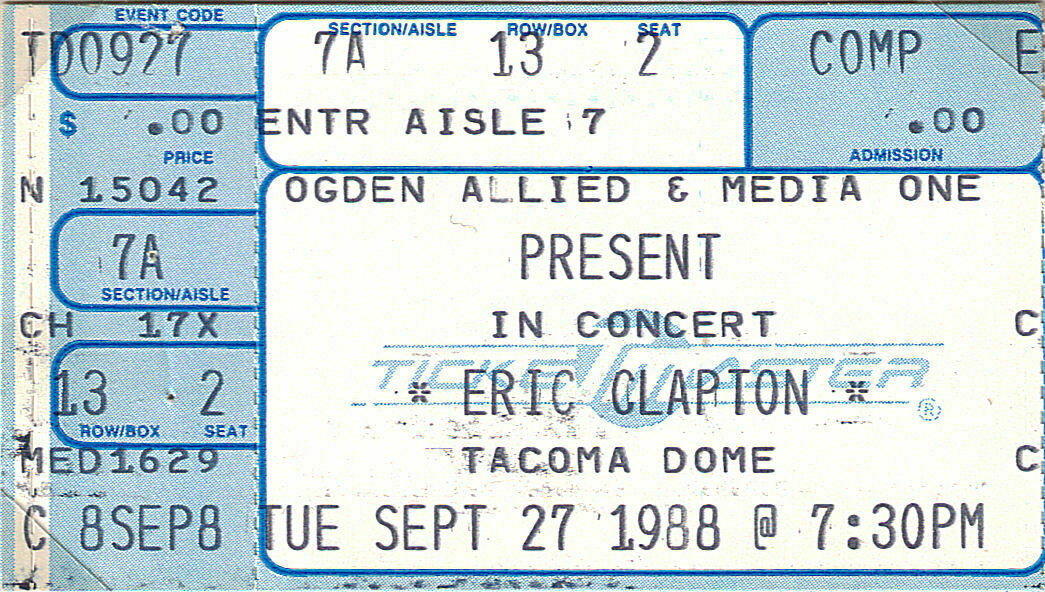 EVENT CODE
TD0927
$ .00
PRICE
N 15042
7A
SECTION/AISLE
CH 17X
13 2
ROW/BOX SEAT
MED1629
C 8SEP8
SECTION/AISLE ROW/BOX SEAT
7A 13 2
ENTR AISLE 7
COMP E
.00
ADMISSION
OGDEN ALLIED & MEDIA ONE
PRESENT
IN CONCERT C
TICKETMASTER ®
* ERIC CLAPTON *
TACOMA DOME C
TUE SEPT 27 1988 @ 7:30PM